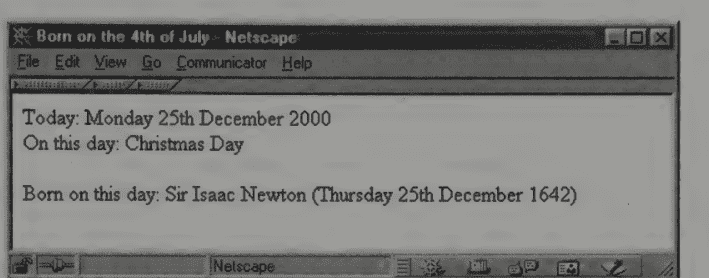 Born on the 4th of July - Netscape
File Edit View Go Communicator Help
Today: Monday 25th December 2000
On this day: Christmas Day
Born on this day: Sir Isaac Newton (Thursday 25th December 1642)
Netscape